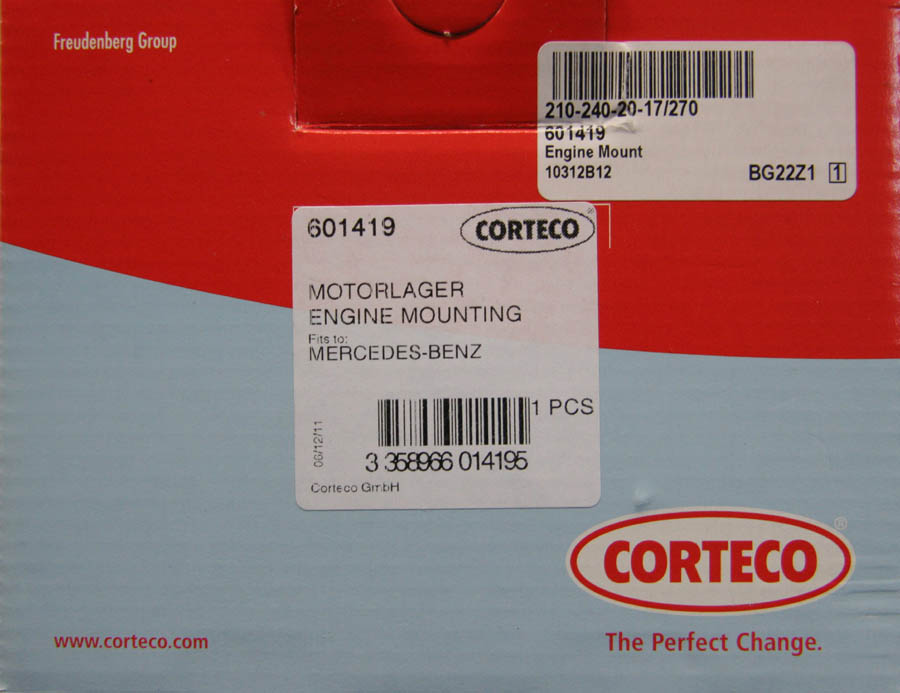 Freudenberg Group
210-240-20-17/270
601419
Engine Mount
10312B12
BG22Z1 1
601419
CORTECO®
MOTORLAGER
ENGINE MOUNTING
Fits to:
MERCEDES-BENZ
1 PCS
06/12/11
3 358966 014195
Corteco GmbH
CORTECO®
www.corteco.com
The Perfect Change.